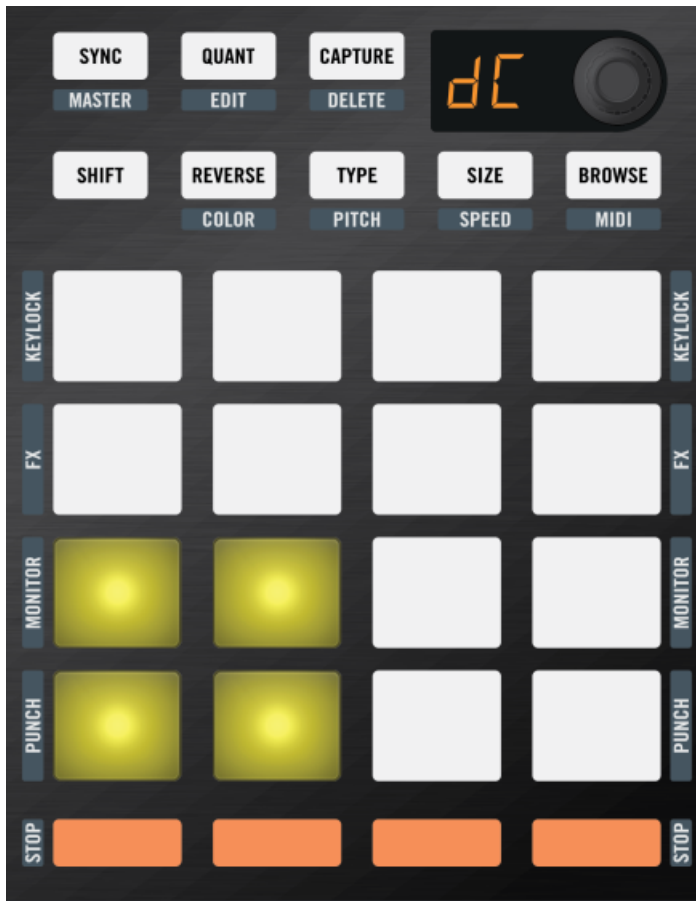 SYNC QUANT CAPTURE
MASTER EDIT DELETE
dC
SHIFT REVERSE TYPE SIZE BROWSE
COLOR PITCH SPEED MIDI
KEYLOCK KEYLOCK
FX FX
MONITOR MONITOR
PUNCH PUNCH
STOP STOP